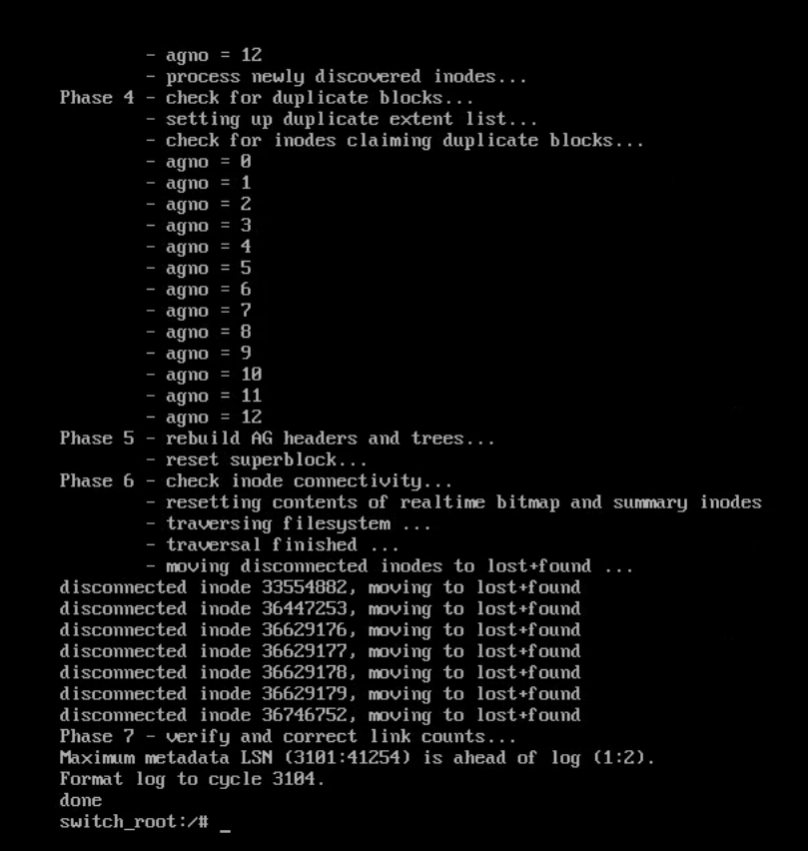 - agno = 12
- process newly discovered inodes...
Phase 4 - check for duplicate blocks...
- setting up duplicate extent list...
- check for inodes claiming duplicate blocks...
- agno = 0
- agno = 1
- agno = 2
- agno = 3
- agno = 4
- agno = 5
- agno = 6
- agno = 7
- agno = 8
- agno = 9
- agno = 10
- agno = 11
- agno = 12
Phase 5 - rebuild AG headers and trees...
- reset superblock...
Phase 6 - check inode connectivity...
- resetting contents of realtime bitmap and summary inodes
- traversing filesystem ...
- traversal finished ...
- moving disconnected inodes to lost+found ...
disconnected inode 33554882, moving to lost+found
disconnected inode 36447253, moving to lost+found
disconnected inode 36629176, moving to lost+found
disconnected inode 36629177, moving to lost+found
disconnected inode 36629178, moving to lost+found
disconnected inode 36629179, moving to lost+found
disconnected inode 36746752, moving to lost+found
Phase 7 - verify and correct link counts...
Maximum metadata LSN (3101:41254) is ahead of log (1:2).
Format log to cycle 3104.
done
switch_root:/# _